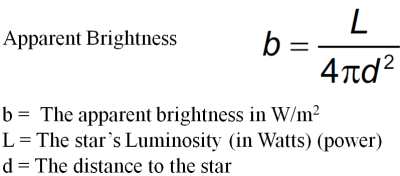 Apparent Brightness
b = L / 4πd²
b = The apparent brightness in W/m²
L = The star's Luminosity (in Watts) (power)
d = The distance to the star